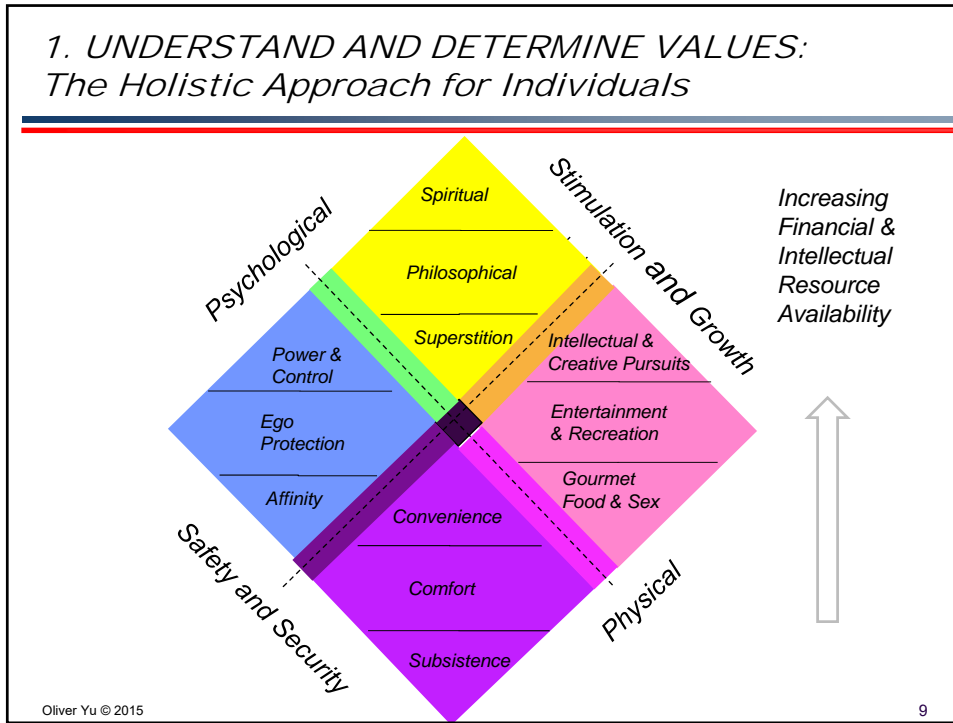 1. UNDERSTAND AND DETERMINE VALUES:
The Holistic Approach for Individuals
Psychological
Stimulation and Growth
Increasing
Financial &
Intellectual
Resource
Availability
Spiritual
Philosophical
Superstition
Power &
Control
Ego
Protection
Affinity
Intellectual &
Creative Pursuits
Entertainment
& Recreation
Gourmet
Food & Sex
Convenience
Comfort
Subsistence
Safety and Security
Physical
Oliver Yu © 2015
9